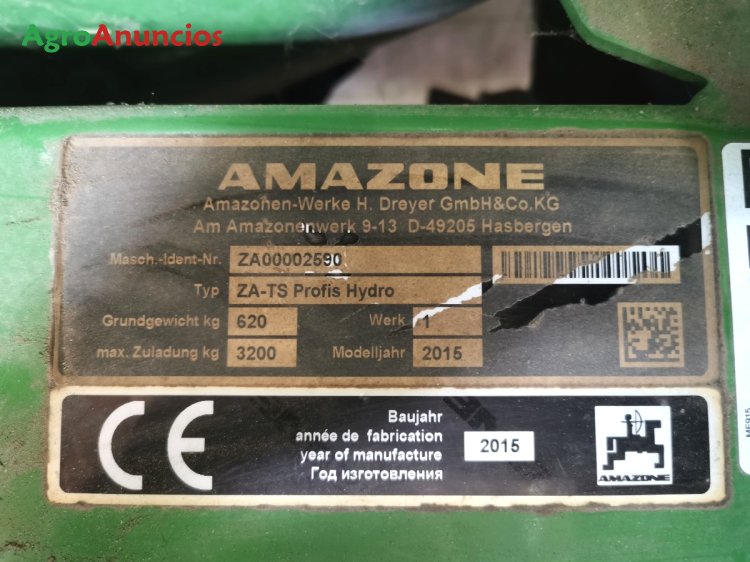 AgroAnuncios
AMAZONE
Amazonen-Werke H. Dreyer GmbH&Co.KG
Am Amazonenwerk 9-13 D-49205 Hasbergen
Masch.-Ident-Nr. ZA00002590
Typ ZA-TS Profis Hydro
Grundgewicht kg 620 Werk 1
max. Zuladung kg 3200 Modelljahr 2015
CE
Baujahr
année de fabrication
year of manufacture
Год изготовления
2015
AMAZONE
ME915